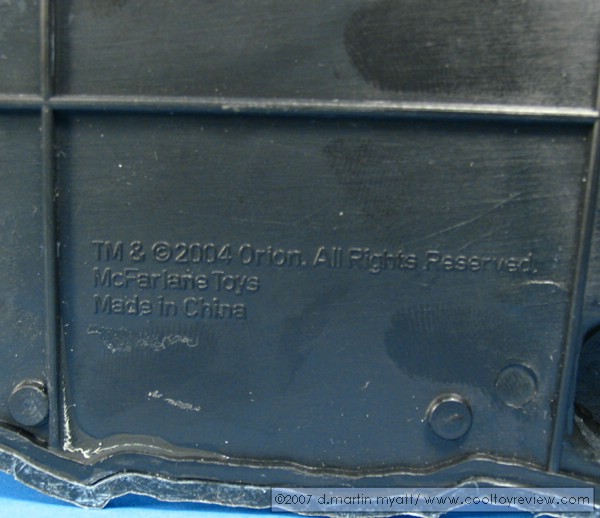 TM & ©2004 Orion. All Rights Reserved.
McFarlane Toys
Made in China
©2007 d.martin myatt/ www.cooltoyreview.com